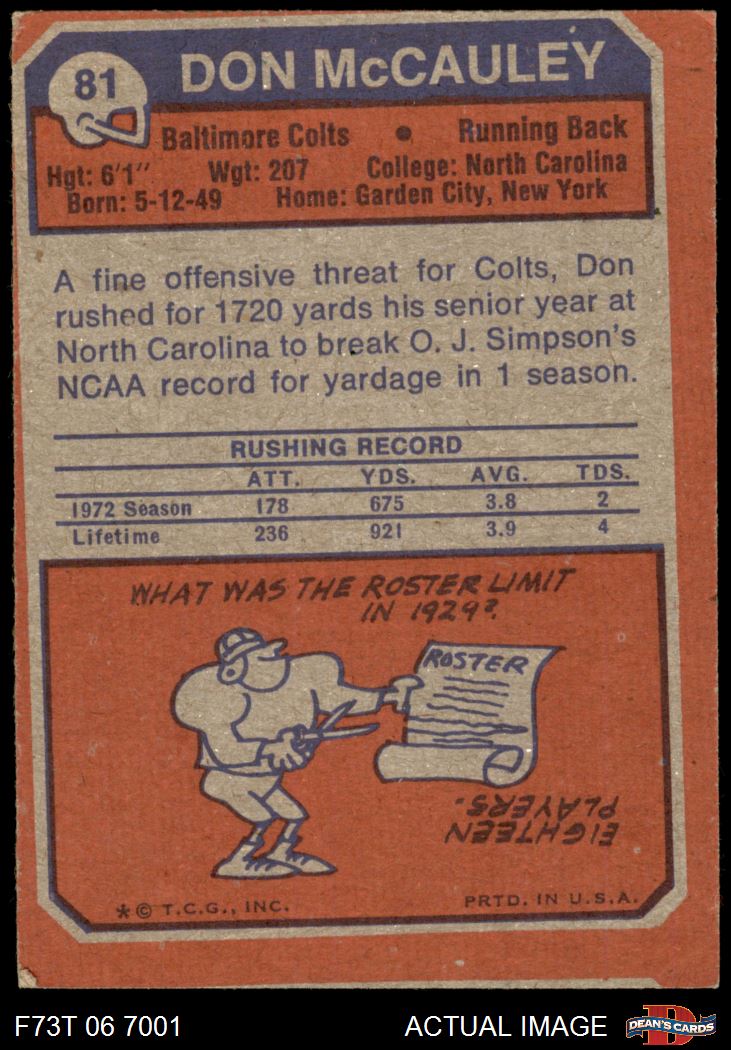 81
DON McCAULEY
Baltimore Colts • Running Back
Hgt: 6'1" Wgt: 207 College: North Carolina
Born: 5-12-49 Home: Garden City, New York
A fine offensive threat for Colts, Don
rushed for 1720 yards his senior year at
North Carolina to break O. J. Simpson's
NCAA record for yardage in 1 season.
RUSHING RECORD
ATT. YDS. AVG. TDS.
1972 Season 178 675 3.8 2
Lifetime 236 921 3.9 4
WHAT WAS THE ROSTER LIMIT
IN 1929?
ROSTER
EIGHTEEN
PLAYERS.
*© T.C.G., INC. PRTD. IN U.S.A.
F73T 06 7001 ACTUAL IMAGE
D
DEAN'S CARDS